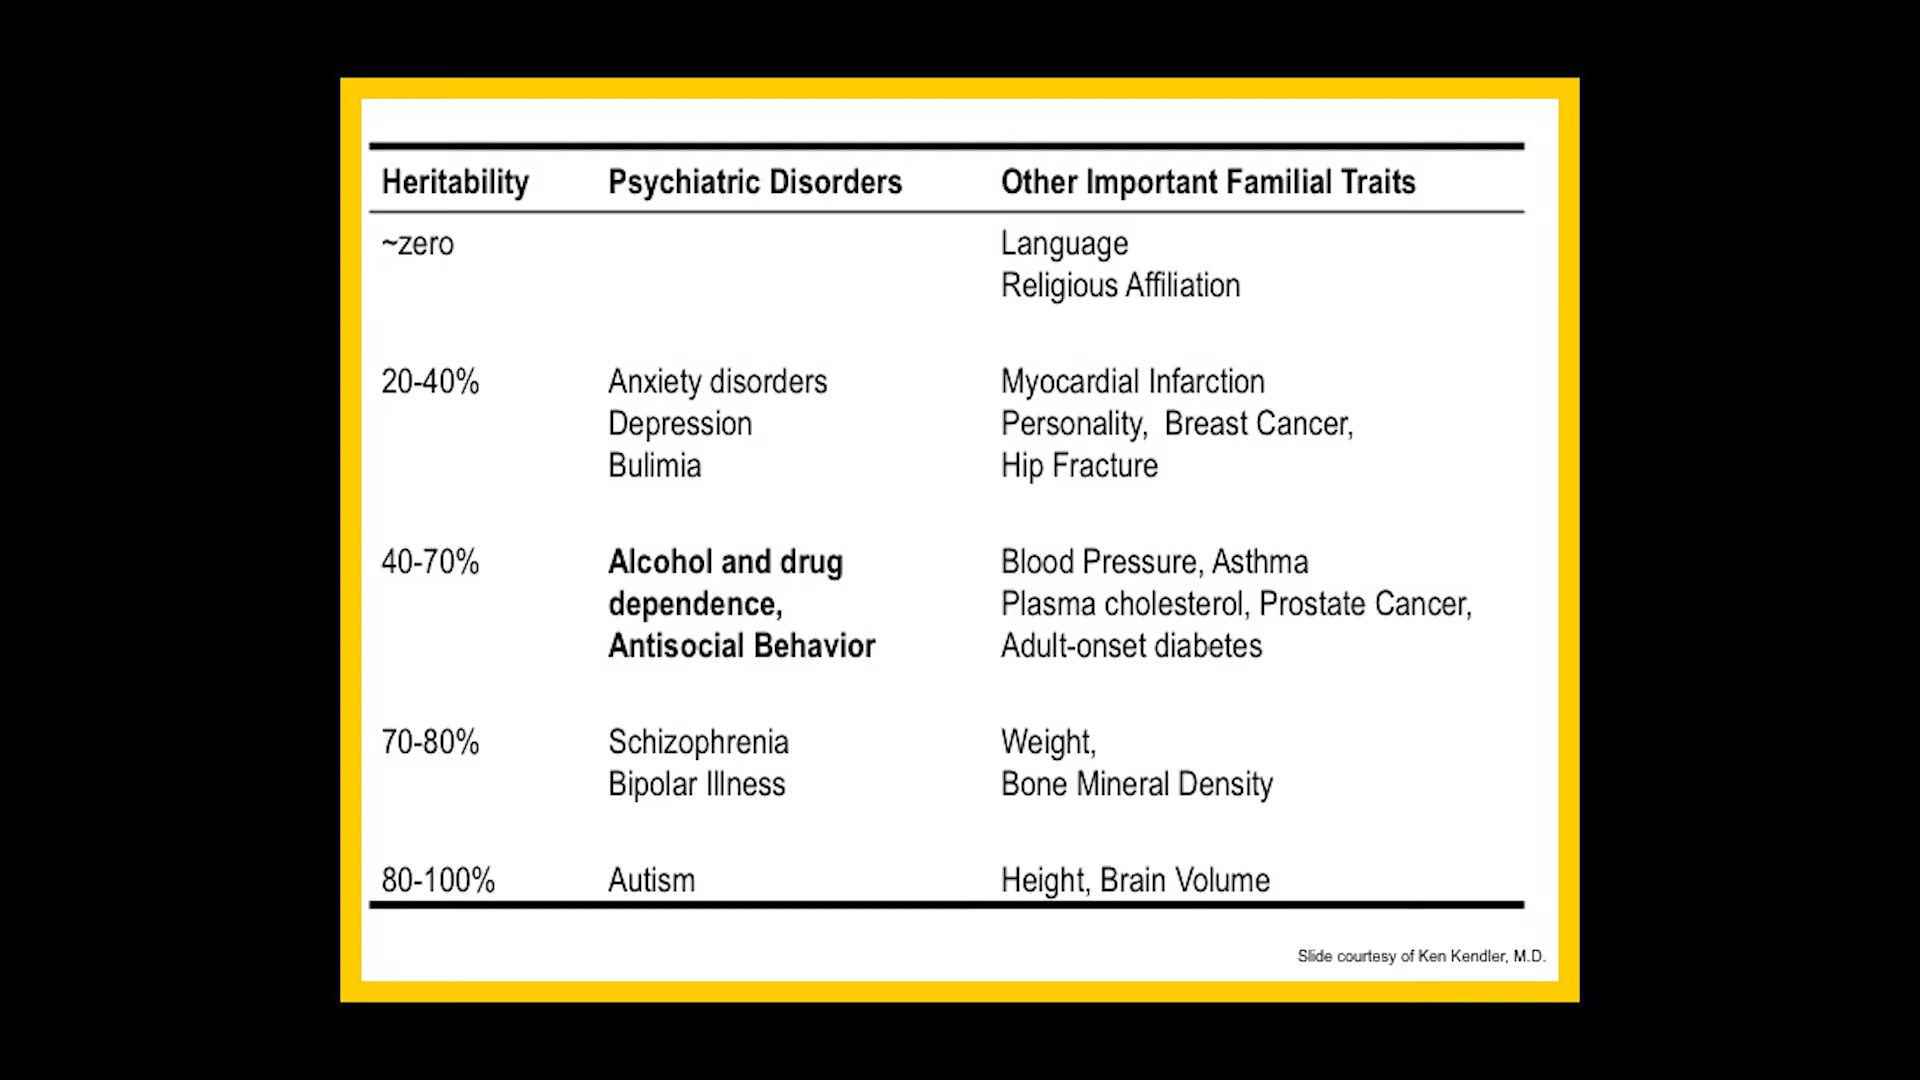 Heritability Psychiatric Disorders Other Important Familial Traits
~zero Language
Religious Affiliation
20-40% Anxiety disorders Myocardial Infarction
Depression Personality, Breast Cancer,
Bulimia Hip Fracture
40-70% Alcohol and drug Blood Pressure, Asthma
dependence, Plasma cholesterol, Prostate Cancer,
Antisocial Behavior Adult-onset diabetes
70-80% Schizophrenia Weight,
Bipolar Illness Bone Mineral Density
80-100% Autism Height, Brain Volume
Slide courtesy of Ken Kendler, M.D.